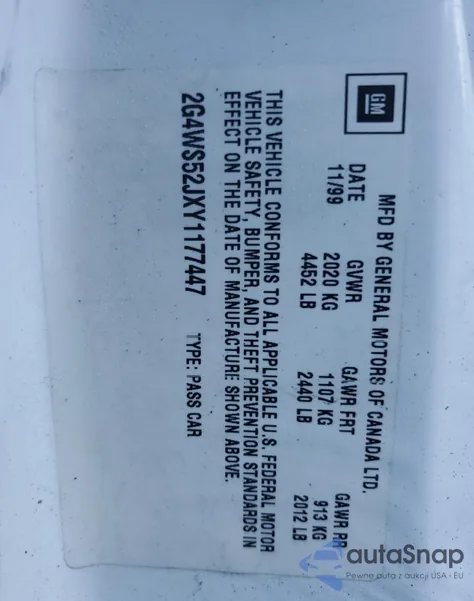 GM
MFD BY GENERAL MOTORS OF CANADA LTD.
DATE GVWR GAWR FRT GAWR RR
11/99 2020 KG 1107 KG 913 KG
4452 LB 2440 LB 2012 LB
THIS VEHICLE CONFORMS TO ALL APPLICABLE U.S. FEDERAL MOTOR
VEHICLE SAFETY, BUMPER, AND THEFT PREVENTION STANDARDS IN
EFFECT ON THE DATE OF MANUFACTURE SHOWN ABOVE.
2G4WS52JXY1177447 TYPE: PASS CAR
autoSnap
Pewne auta z aukcji USA - EU